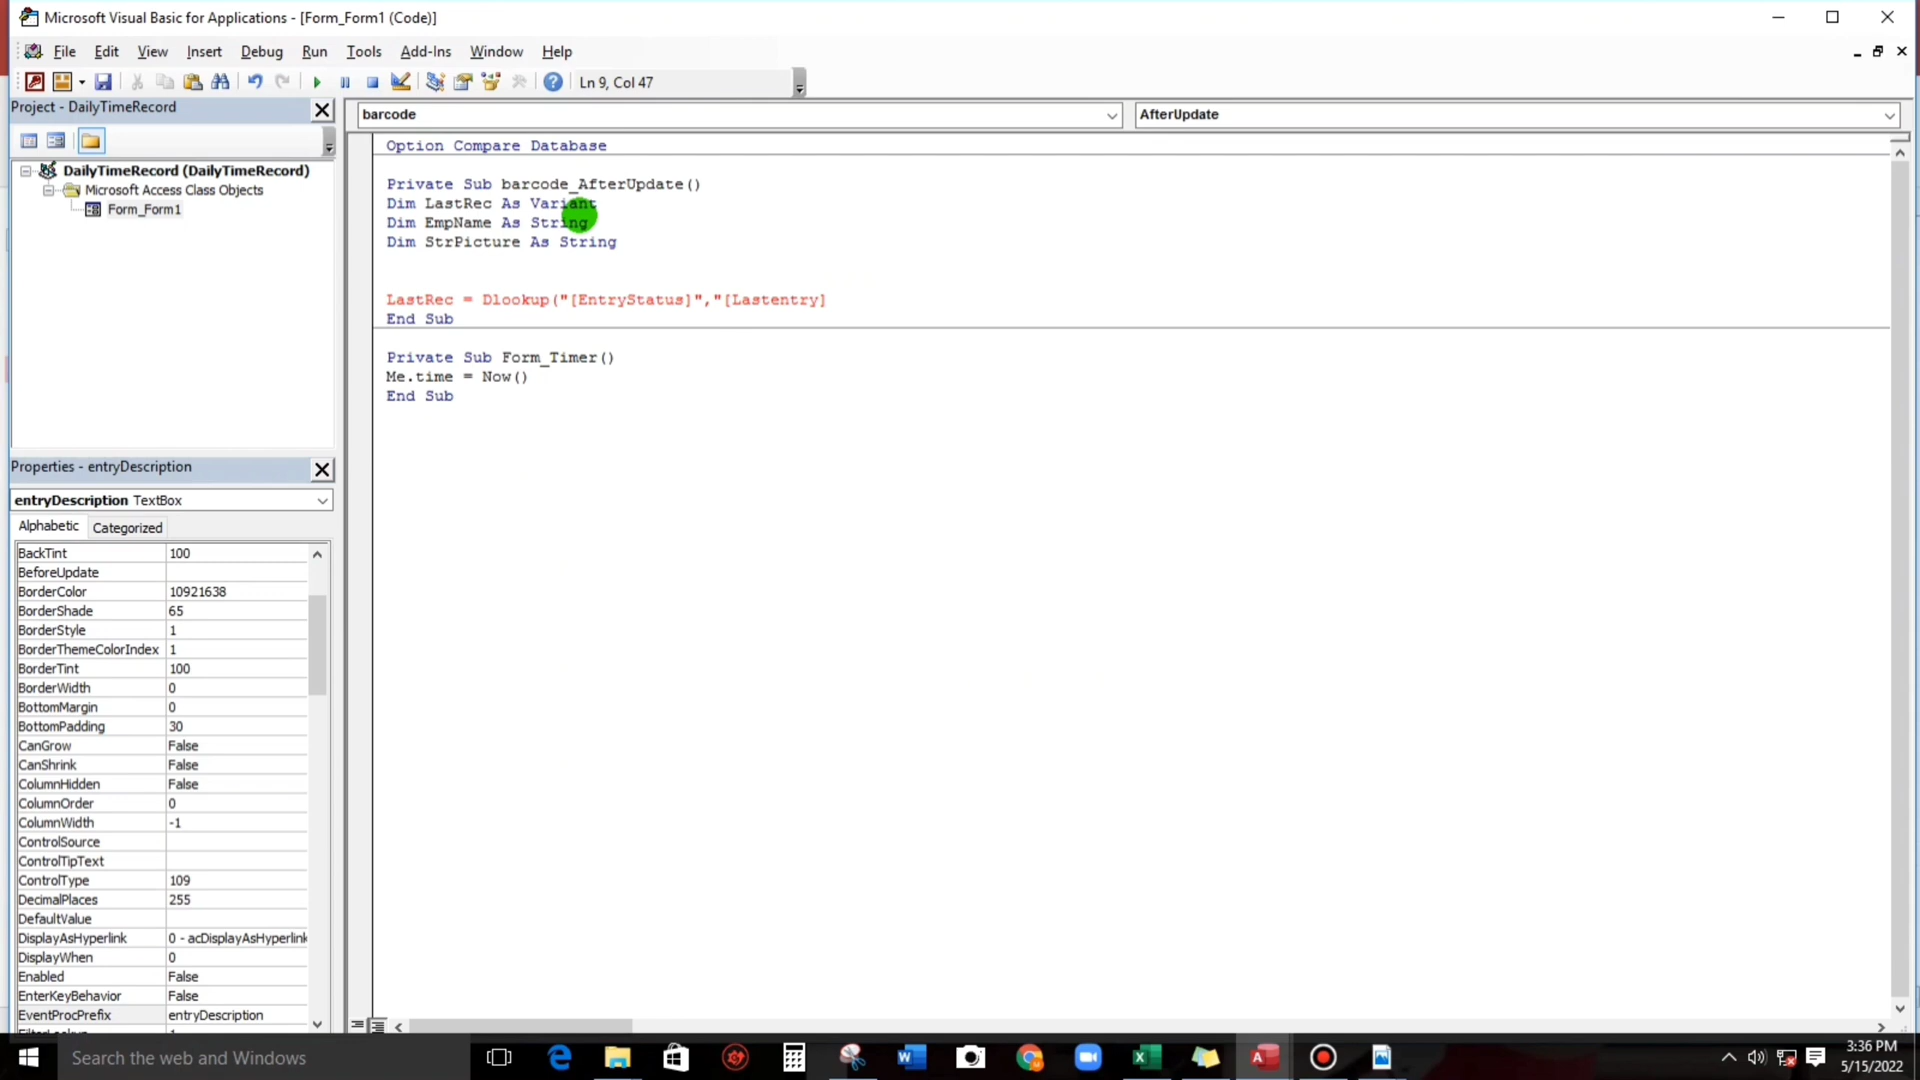 Microsoft Visual Basic for Applications - [Form_Form1 (Code)]
File Edit View Insert Debug Run Tools Add-Ins Window Help
Ln 9, Col 47
Project - DailyTimeRecord
DailyTimeRecord (DailyTimeRecord)
Microsoft Access Class Objects
Form_Form1
barcode
AfterUpdate
Option Compare Database
Private Sub barcode_AfterUpdate()
Dim LastRec As Variant
Dim EmpName As String
Dim StrPicture As String
LastRec = Dlookup("[EntryStatus]","[Lastentry]
End Sub
Private Sub Form_Timer()
Me.time = Now()
End Sub
Properties - entryDescription
entryDescription TextBox
Alphabetic Categorized
BackTint 100
BeforeUpdate
BorderColor 10921638
BorderShade 65
BorderStyle 1
BorderThemeColorIndex 1
BorderTint 100
BorderWidth 0
BottomMargin 0
BottomPadding 30
CanGrow False
CanShrink False
ColumnHidden False
ColumnOrder 0
ColumnWidth -1
ControlSource
ControlTipText
ControlType 109
DecimalPlaces 255
DefaultValue
DisplayAsHyperlink 0 - acDisplayAsHyperlink
DisplayWhen 0
Enabled False
EnterKeyBehavior False
EventProcPrefix entryDescription
Search the web and Windows
3:36 PM
5/15/2022